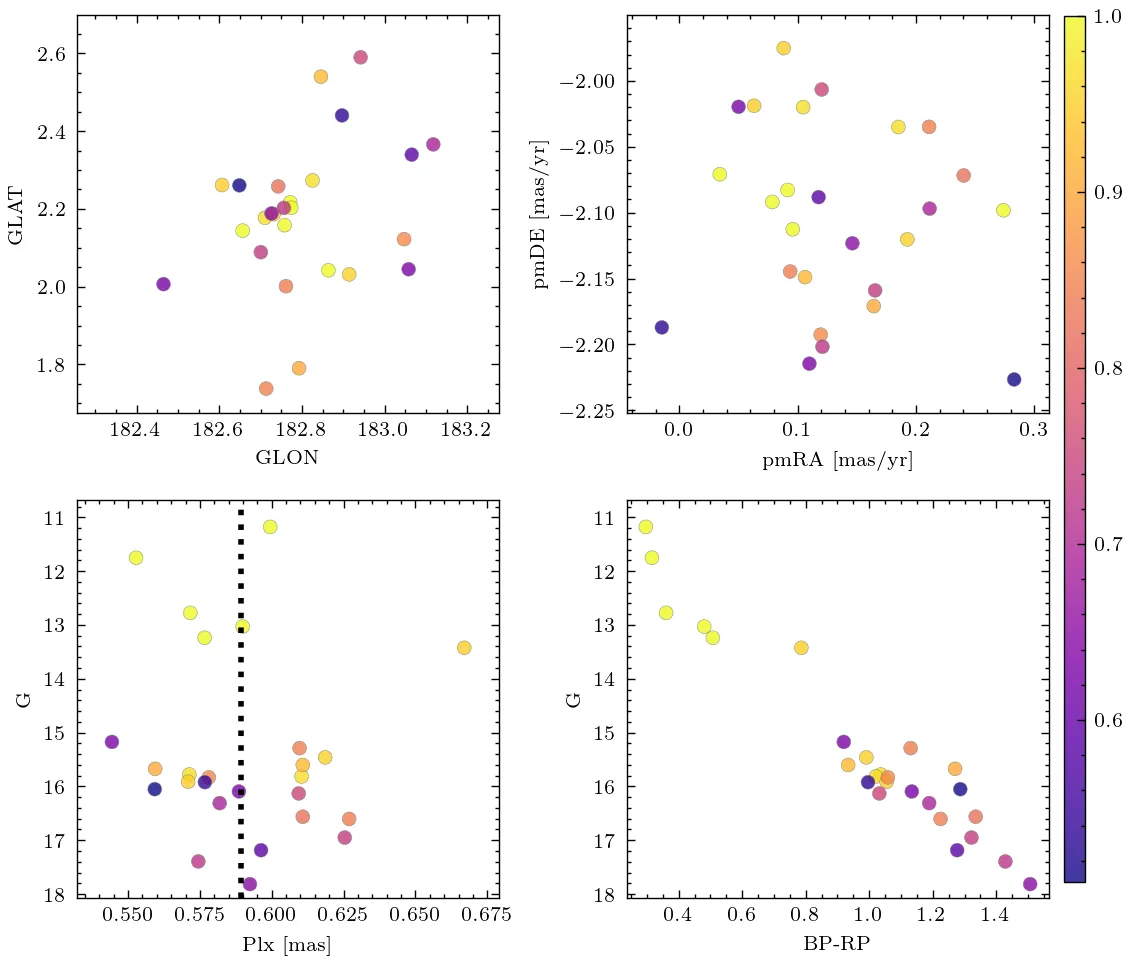 2.6
2.4
2.2
2.0
1.8
GLAT
182.4 182.6 182.8 183.0 183.2
GLON
−2.00
−2.05
−2.10
−2.15
−2.20
−2.25
pmDE [mas/yr]
0.0 0.1 0.2 0.3
pmRA [mas/yr]
1.0
0.9
0.8
0.7
0.6
11
12
13
14
15
16
17
18
G
0.550 0.575 0.600 0.625 0.650 0.675
Plx [mas]
11
12
13
14
15
16
17
18
G
0.4 0.6 0.8 1.0 1.2 1.4
BP-RP